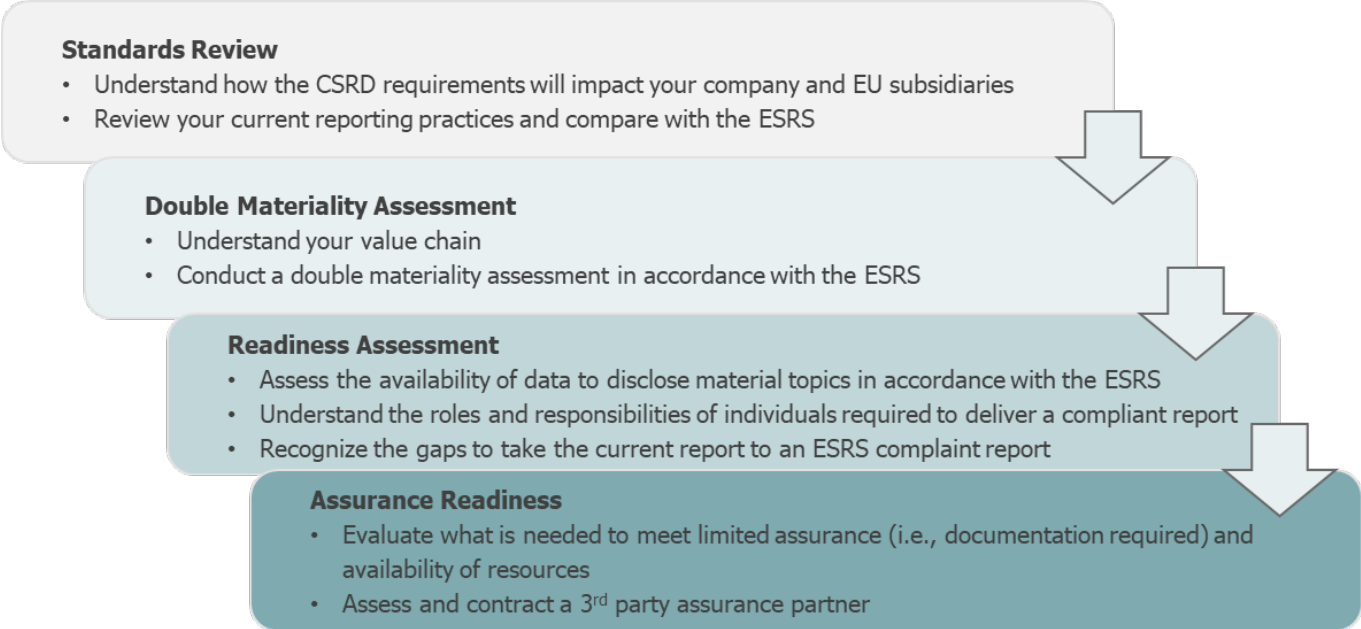 Standards Review
• Understand how the CSRD requirements will impact your company and EU subsidiaries
• Review your current reporting practices and compare with the ESRS
Double Materiality Assessment
• Understand your value chain
• Conduct a double materiality assessment in accordance with the ESRS
Readiness Assessment
• Assess the availability of data to disclose material topics in accordance with the ESRS
• Understand the roles and responsibilities of individuals required to deliver a compliant report
• Recognize the gaps to take the current report to an ESRS complaint report
Assurance Readiness
• Evaluate what is needed to meet limited assurance (i.e., documentation required) and
availability of resources
• Assess and contract a 3rd party assurance partner